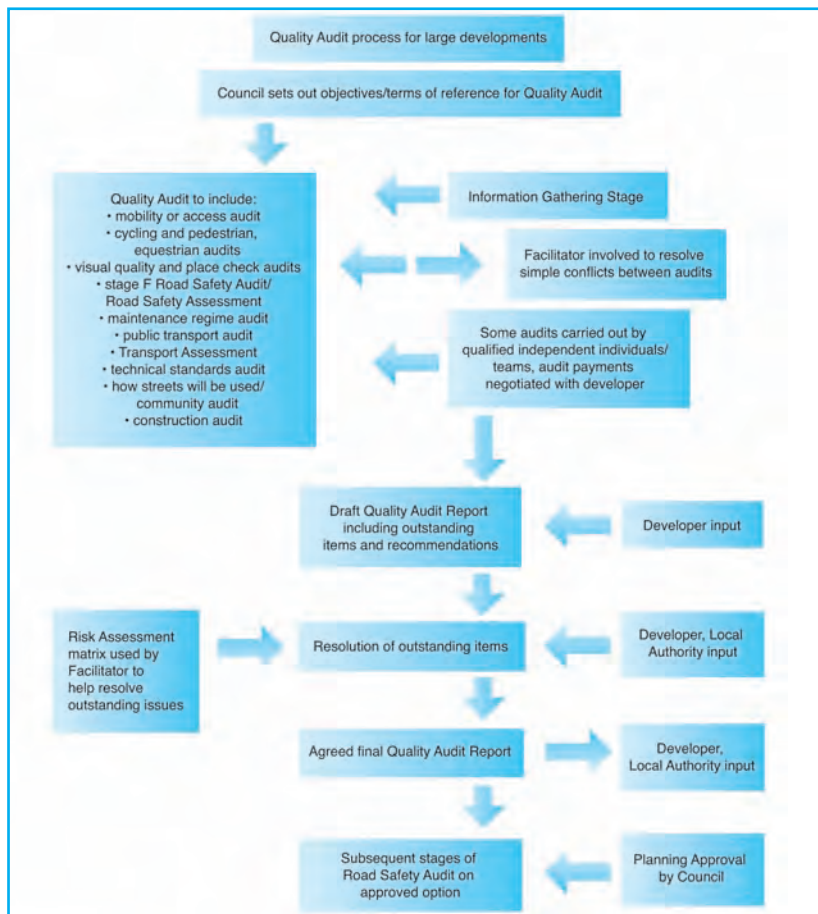 Quality Audit process for large developments
Council sets out objectives/terms of reference for Quality Audit
Quality Audit to include:
• mobility or access audit
• cycling and pedestrian,
equestrian audits
• visual quality and place check audits
• stage F Road Safety Audit/
Road Safety Assessment
• maintenance regime audit
• public transport audit
• Transport Assessment
• technical standards audit
• how streets will be used/
community audit
• construction audit
Information Gathering Stage
Facilitator involved to resolve
simple conflicts between audits
Some audits carried out by
qualified independent individuals/
teams, audit payments
negotiated with developer
Draft Quality Audit Report
including outstanding
items and recommendations
Developer input
Risk Assessment
matrix used by
Facilitator to
help resolve
outstanding issues
Resolution of outstanding items
Developer, Local
Authority input
Agreed final Quality Audit Report
Developer,
Local Authority input
Subsequent stages of
Road Safety Audit on
approved option
Planning Approval
by Council